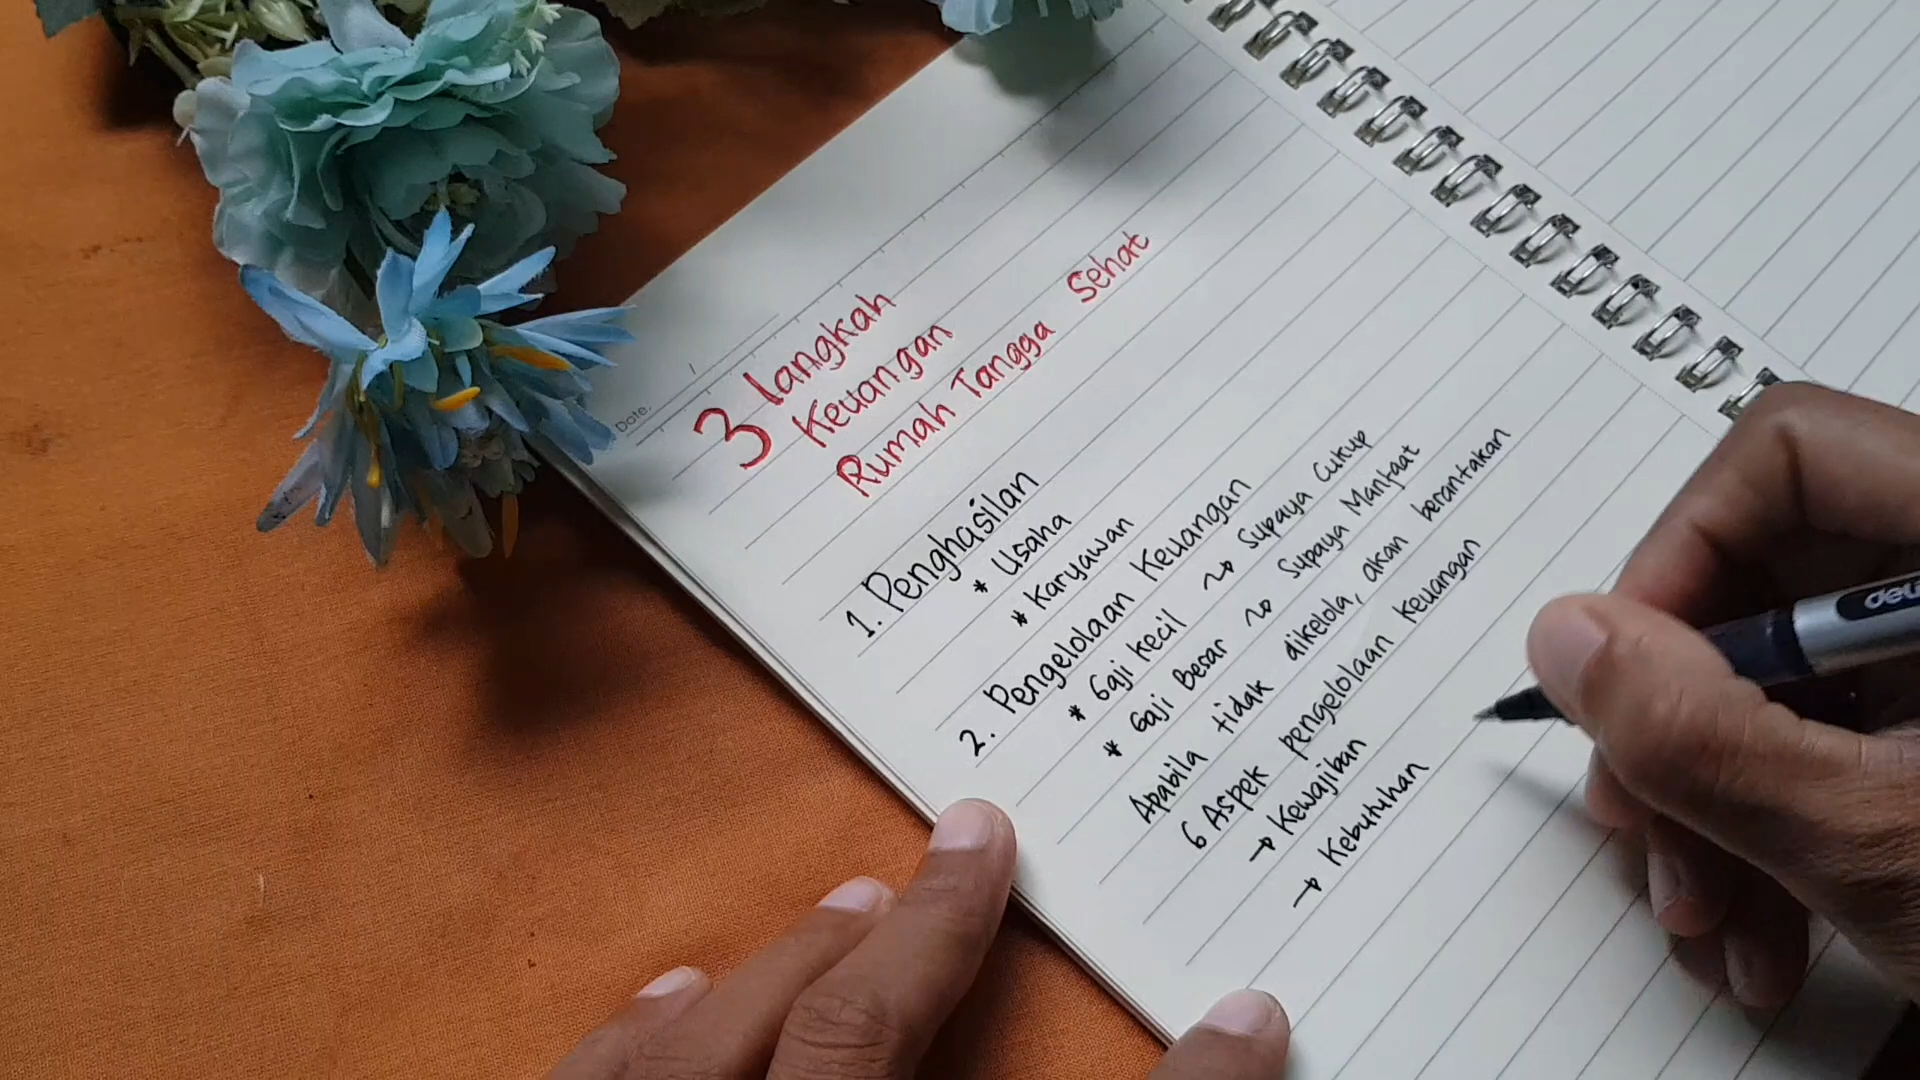 Date.
3 langkah
Keuangan
Rumah Tangga Sehat
1. Penghasilan
* Usaha
* Karyawan
2. Pengelolaan Keuangan
* Gaji Kecil ~> Supaya Cukup
* Gaji Besar ~> Supaya Manfaat
Apabila tidak dikelola, akan berantakan
6 Aspek pengelolaan keuangan
→ Kewajiban
→ Kebutuhan
deli